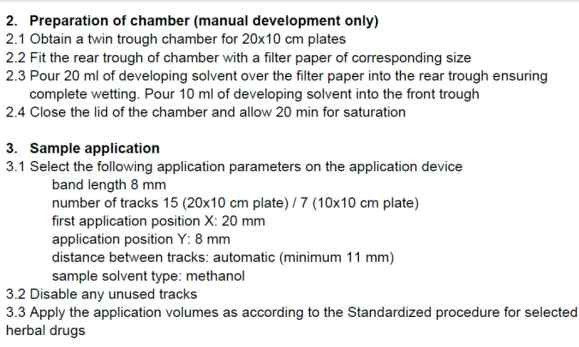 2. Preparation of chamber (manual development only)
2.1 Obtain a twin trough chamber for 20x10 cm plates
2.2 Fit the rear trough of chamber with a filter paper of corresponding size
2.3 Pour 20 ml of developing solvent over the filter paper into the rear trough ensuring
complete wetting. Pour 10 ml of developing solvent into the front trough
2.4 Close the lid of the chamber and allow 20 min for saturation
3. Sample application
3.1 Select the following application parameters on the application device
band length 8 mm
number of tracks 15 (20x10 cm plate) / 7 (10x10 cm plate)
first application position X: 20 mm
application position Y: 8 mm
distance between tracks: automatic (minimum 11 mm)
sample solvent type: methanol
3.2 Disable any unused tracks
3.3 Apply the application volumes as according to the Standardized procedure for selected
herbal drugs